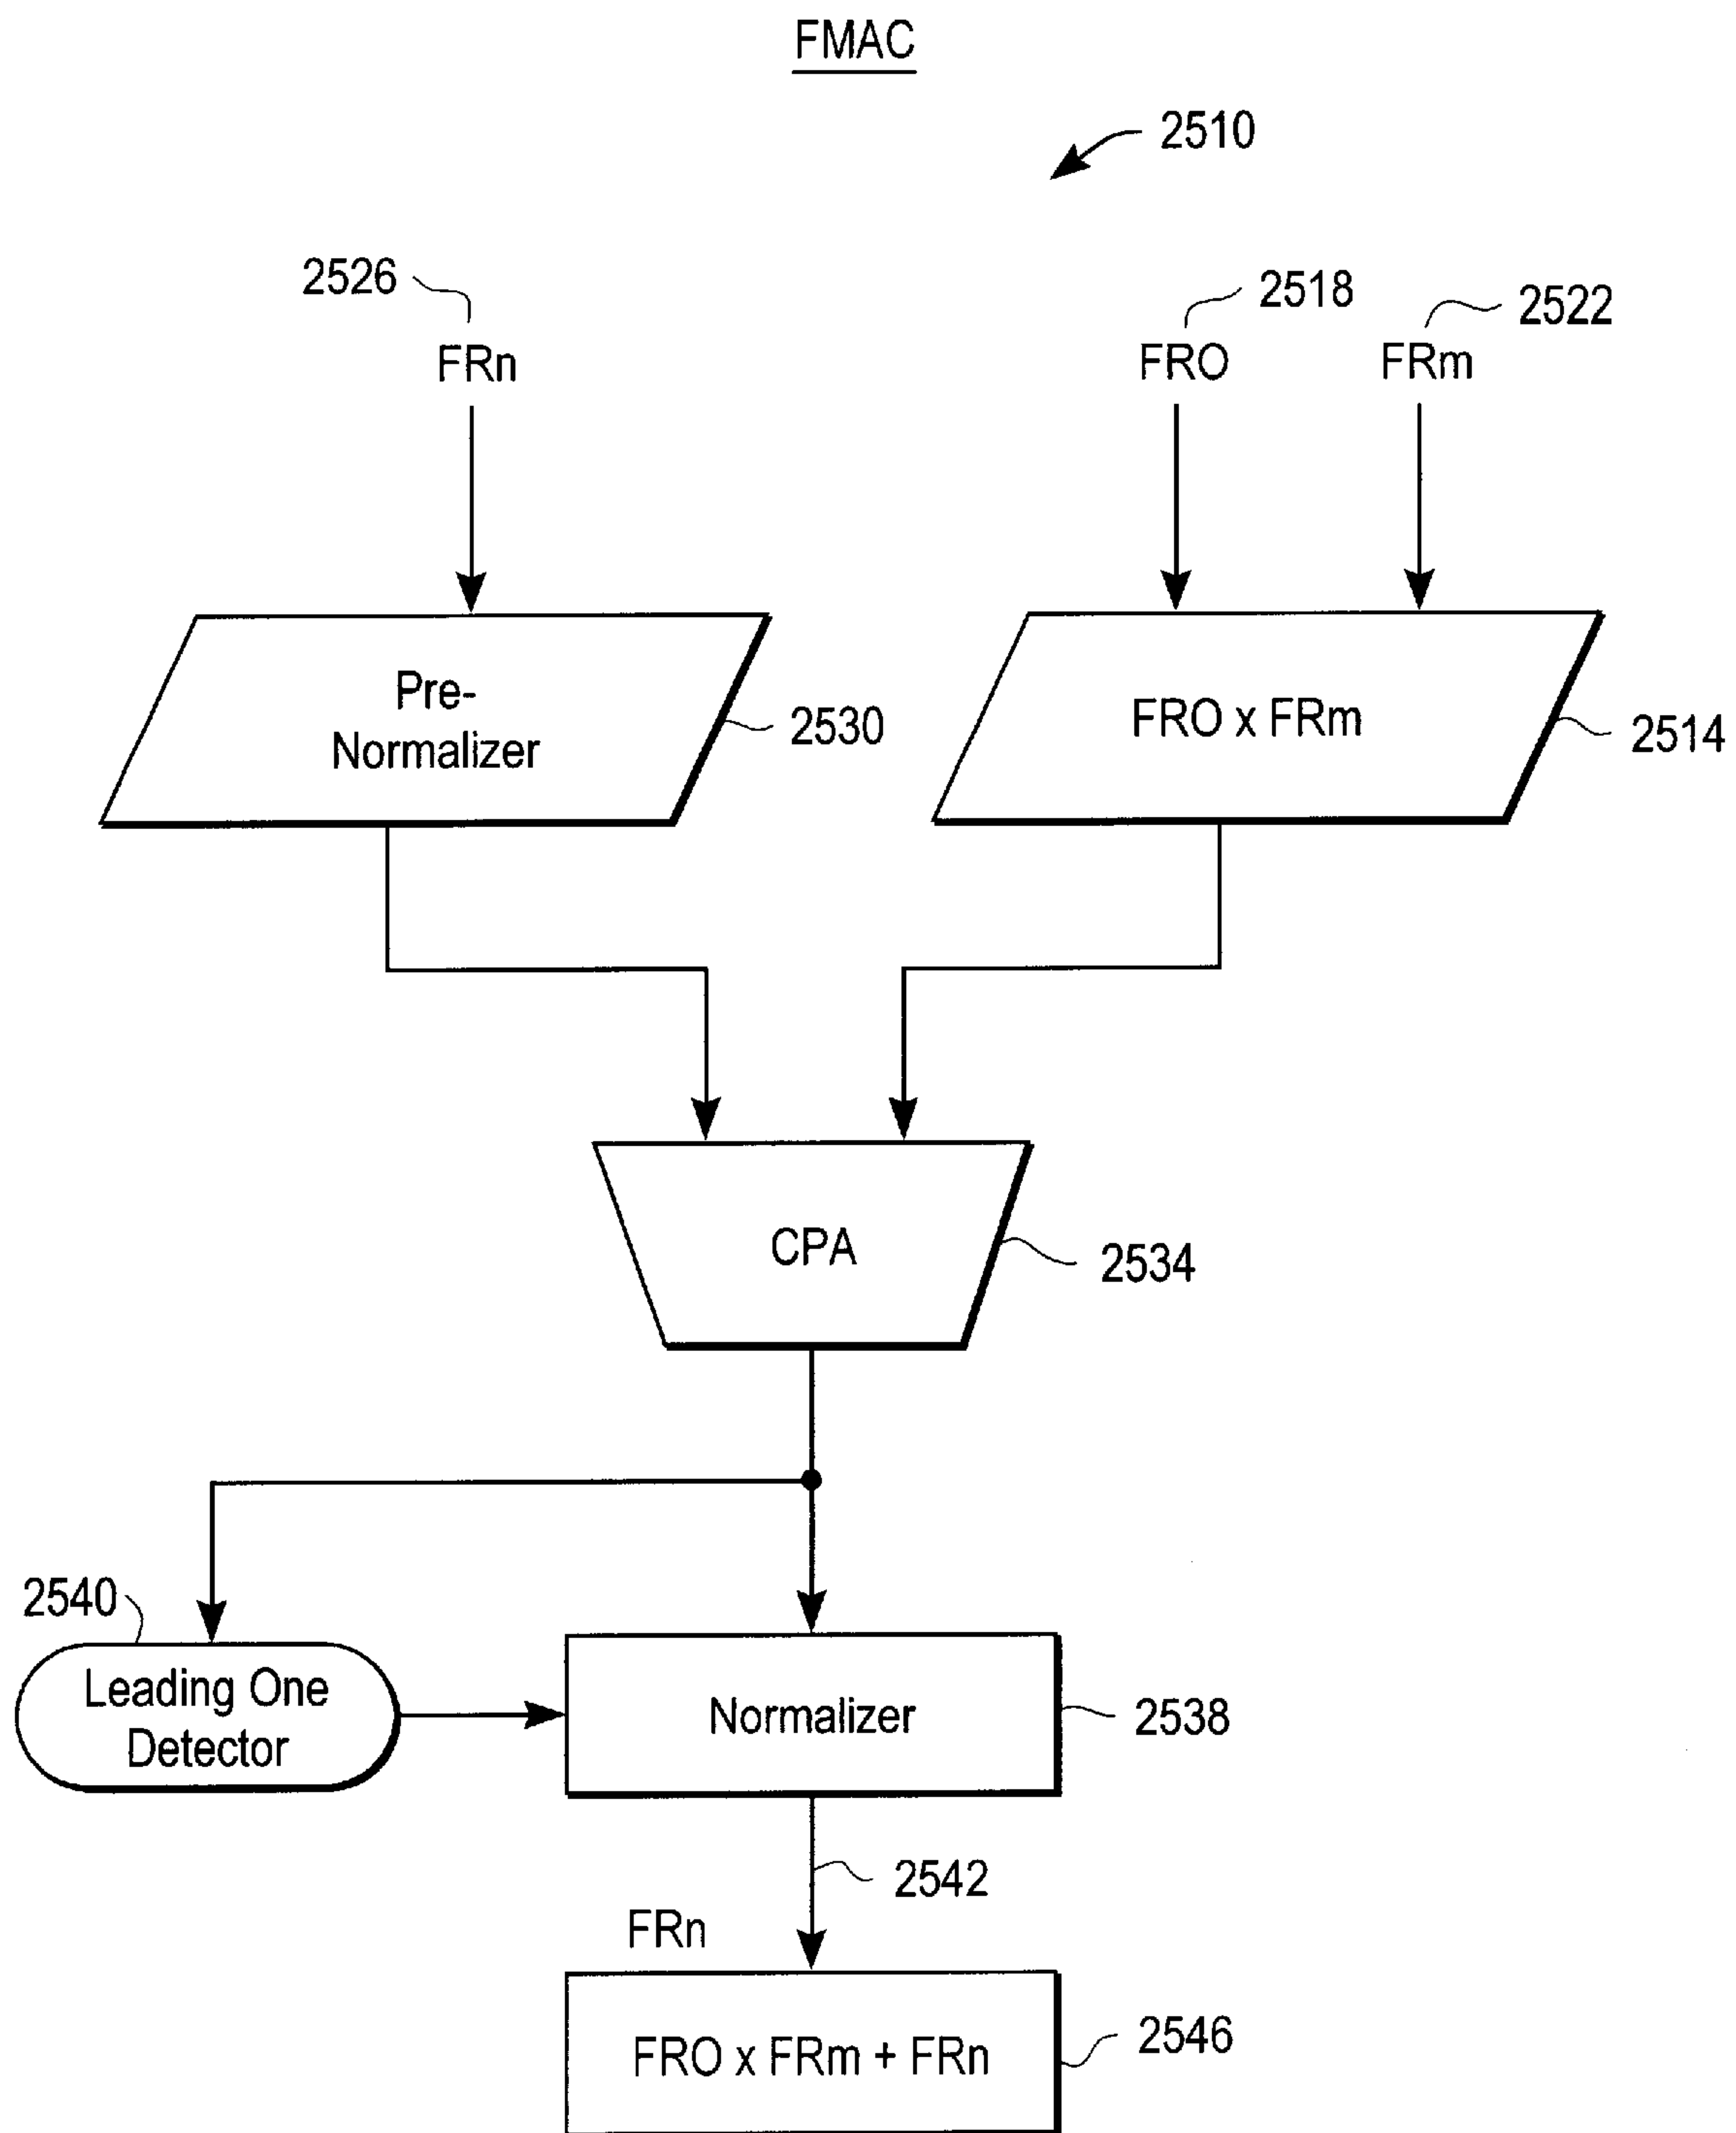 FMAC
2510
2526
2518
2522
FRn
FRO
FRm
Pre-
Normalizer
2530
FRO x FRm
2514
CPA
2534
2540
Leading One
Detector
Normalizer
2538
2542
FRn
FRO x FRm + FRn
2546